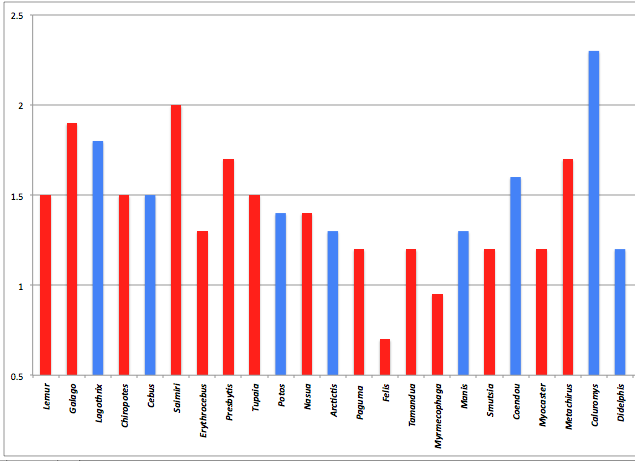 2.5
2
1.5
1
0.5
Lemur
Galago
Lagothrix
Chiropotes
Cebus
Saimiri
Erythrocebus
Presbytis
Tupaia
Potos
Nasua
Arctictis
Paguma
Felis
Tamandua
Myrmecophaga
Manis
Smutsia
Coendou
Myocaster
Metachirus
Caluromys
Didelphis